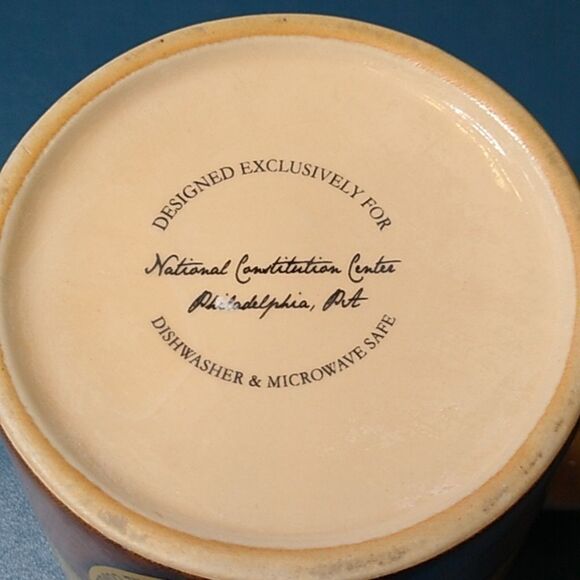 DESIGNED EXCLUSIVELY FOR
National Constitution Center
Philadelphia, PA
DISHWASHER & MICROWAVE SAFE